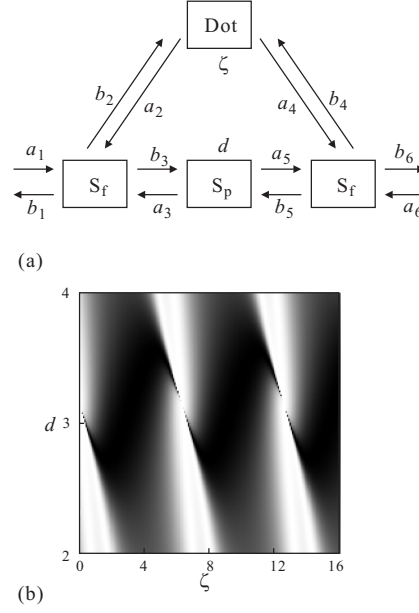 Dot
ζ
b2 a2 a4 b4
a1 b3 d a5 b6
Sf Sp Sf
b1 a3 b5 a6
(a)
4
3
2
d
0 4 8 12 16
ζ
(b)